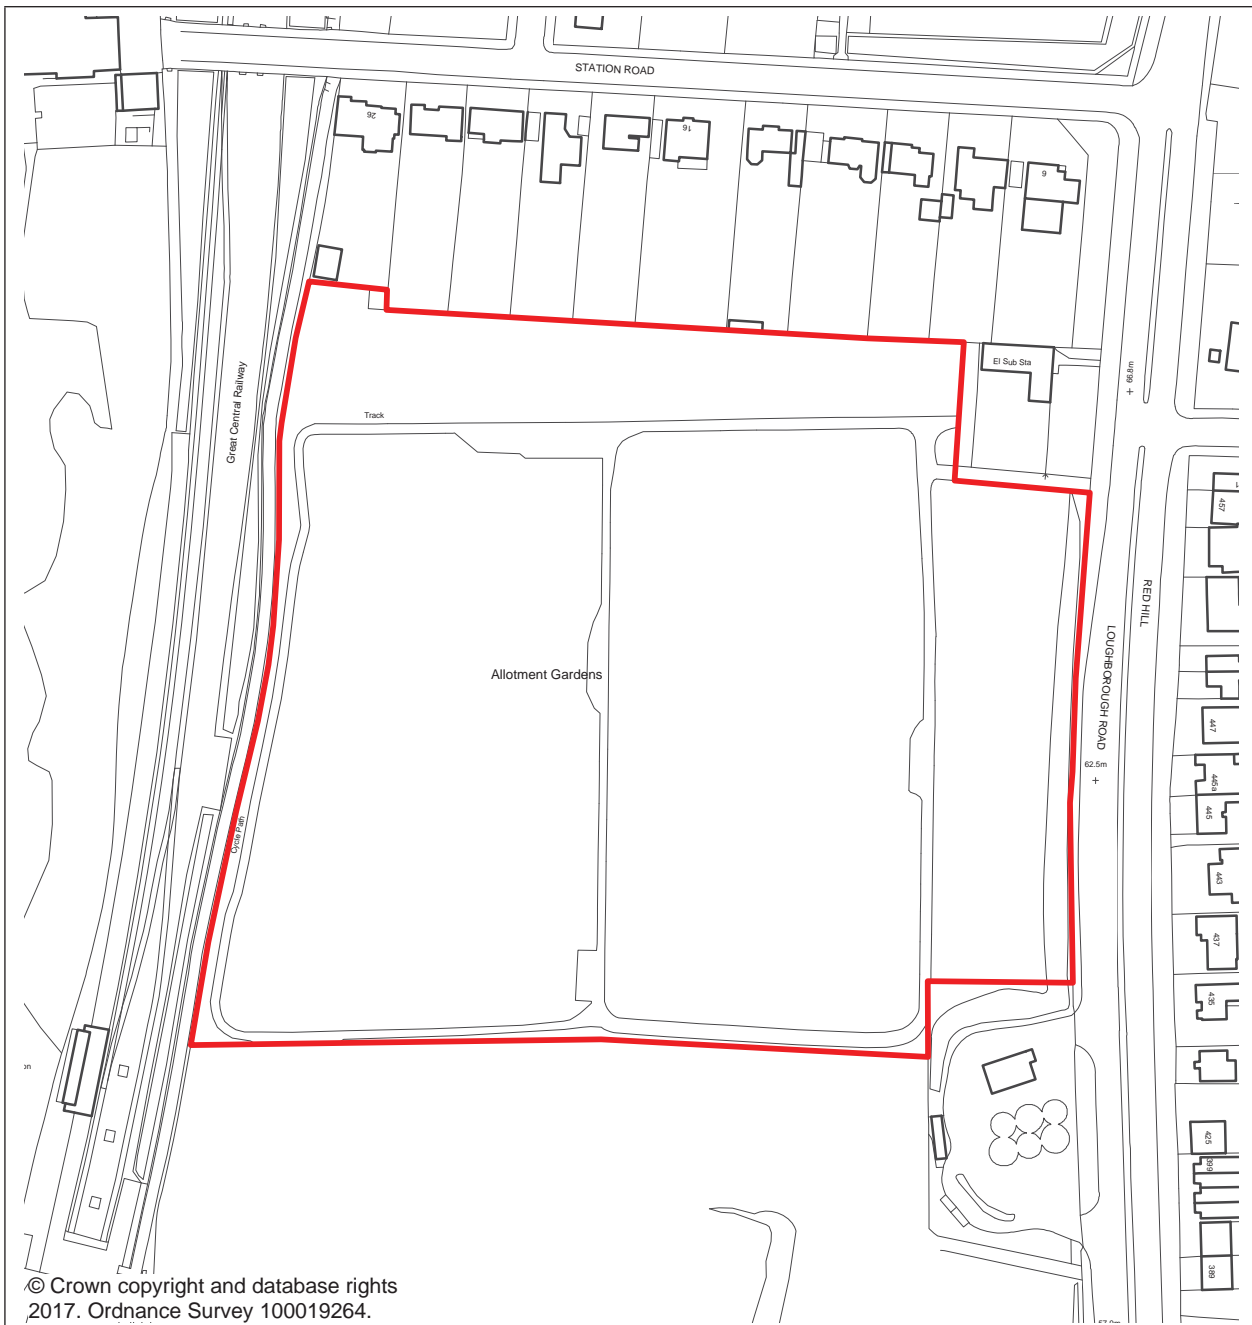 STATION ROAD
26
16
6
El Sub Sta
66.8m
Great Central Railway
Track
457
RED HILL
LOUGHBOROUGH ROAD
Allotment Gardens
447
62.5m
445a
445
Cycle Path
443
437
435
425
399
389
© Crown copyright and database rights
2017. Ordnance Survey 100019264.